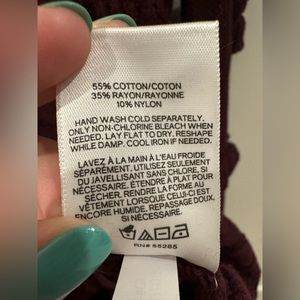 55% COTTON/COTON
35% RAYON/RAYONNE
10% NYLON
HAND WASH COLD SEPARATELY.
ONLY NON-CHLORINE BLEACH WHEN
NEEDED. LAY FLAT TO DRY. RESHAPE
WHILE DAMP. COOL IRON IF NEEDED.
LAVEZ À LA MAIN À L'EAU FROIDE
SÉPARÉMENT. UTILISEZ SEULEMENT
DU JAVELLISANT SANS CHLORE, SI
NÉCESSAIRE. ÉTENDRE À PLAT POUR
SÉCHER. REMETTRE EN FORME LE
VÊTEMENT LORSQUE CELUI-CI EST
ENCORE HUMIDE. REPASSAGE DOUX
SI NÉCESSAIRE.
RN# 55285